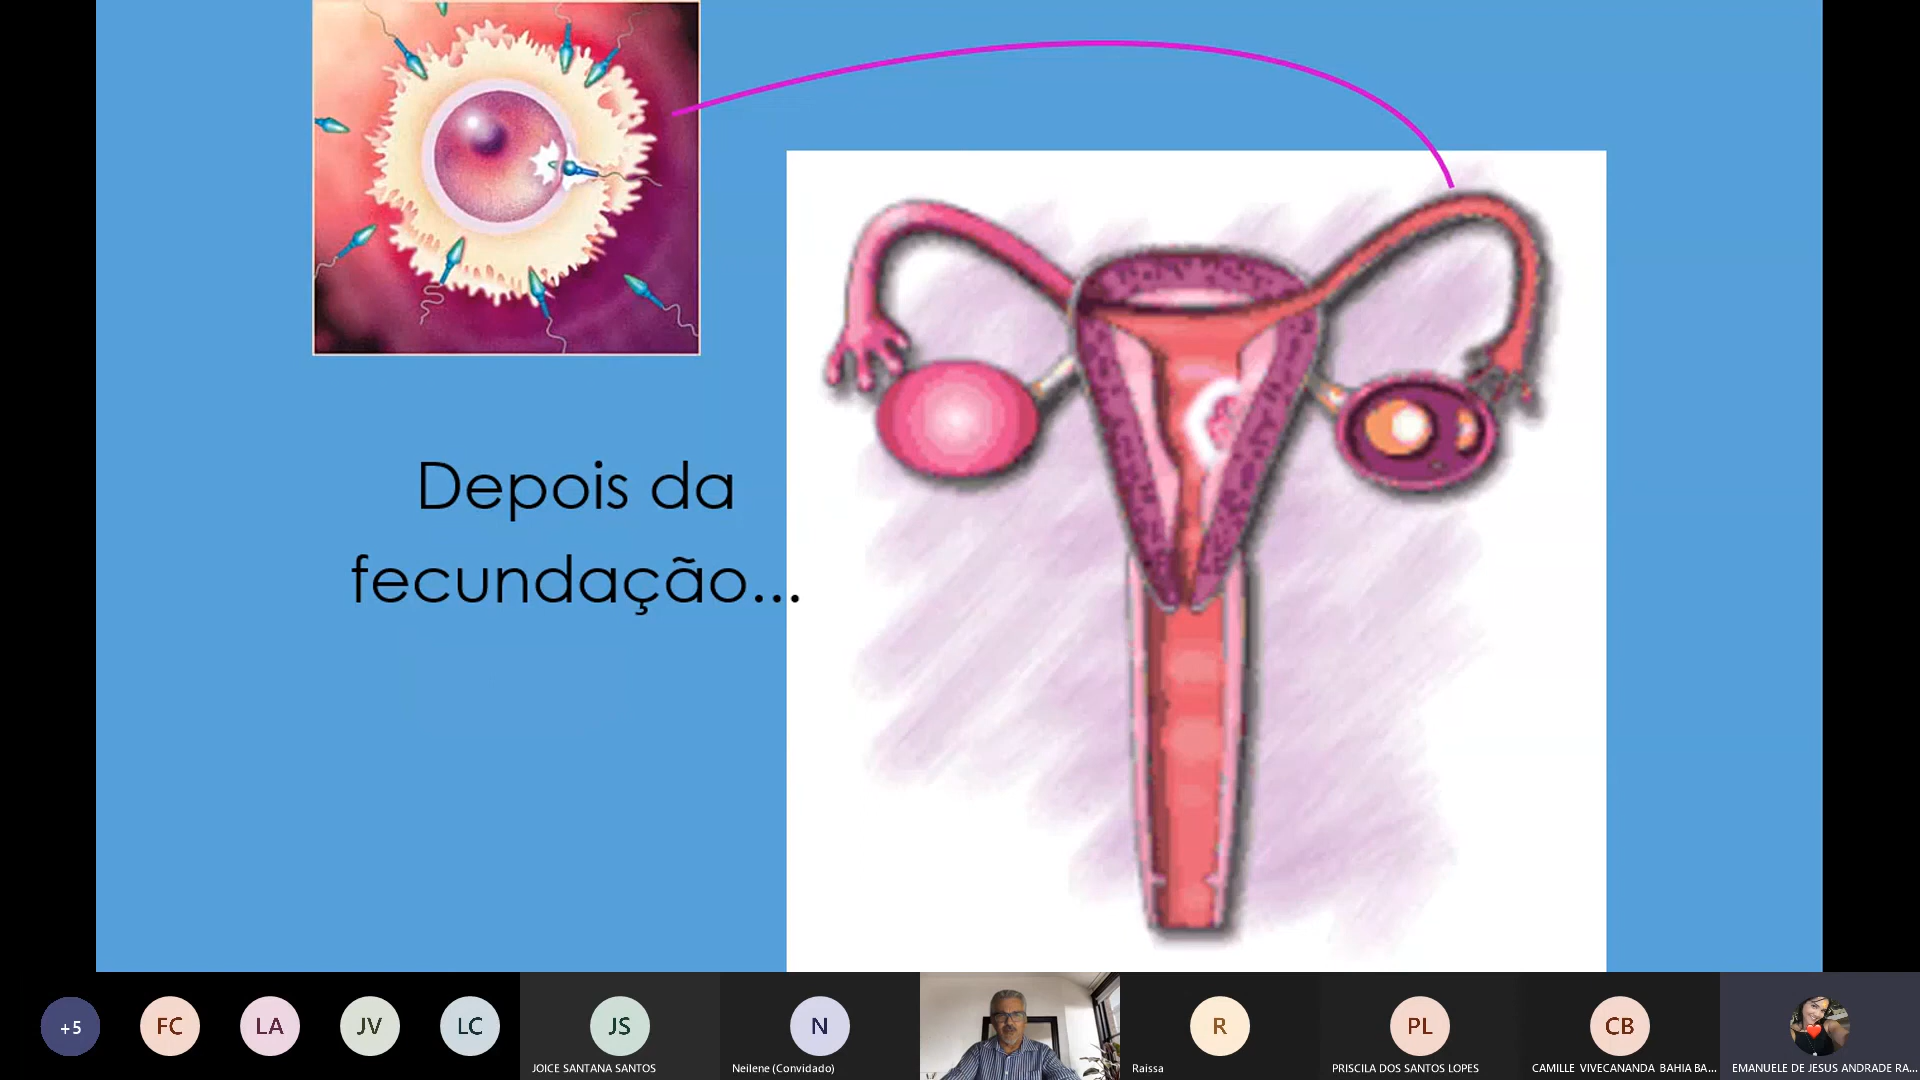 Depois da
fecundação...
+5
FC
LA
JV
LC
JS
JOICE SANTANA SANTOS
N
Neilene (Convidado)
R
Raissa
PL
PRISCILA DOS SANTOS LOPES
CB
CAMILLE VIVECANANDA BAHIA BA...
EMANUELE DE JESUS ANDRADE RA...